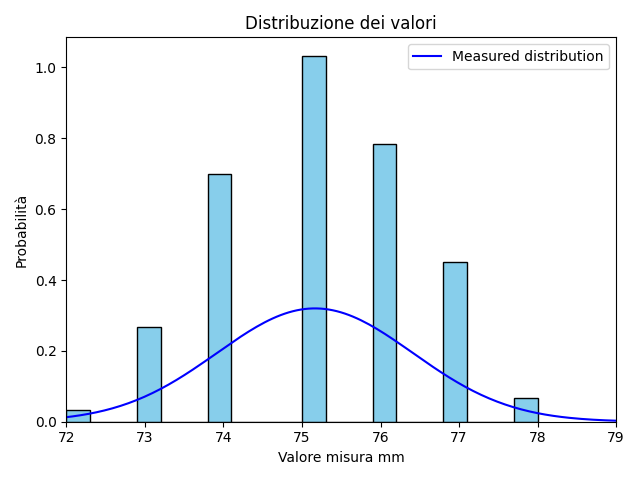 Distribuzione dei valori
Measured distribution
1.0
0.8
0.6
0.4
0.2
0.0
Probabilità
72 73 74 75 76 77 78 79
Valore misura mm